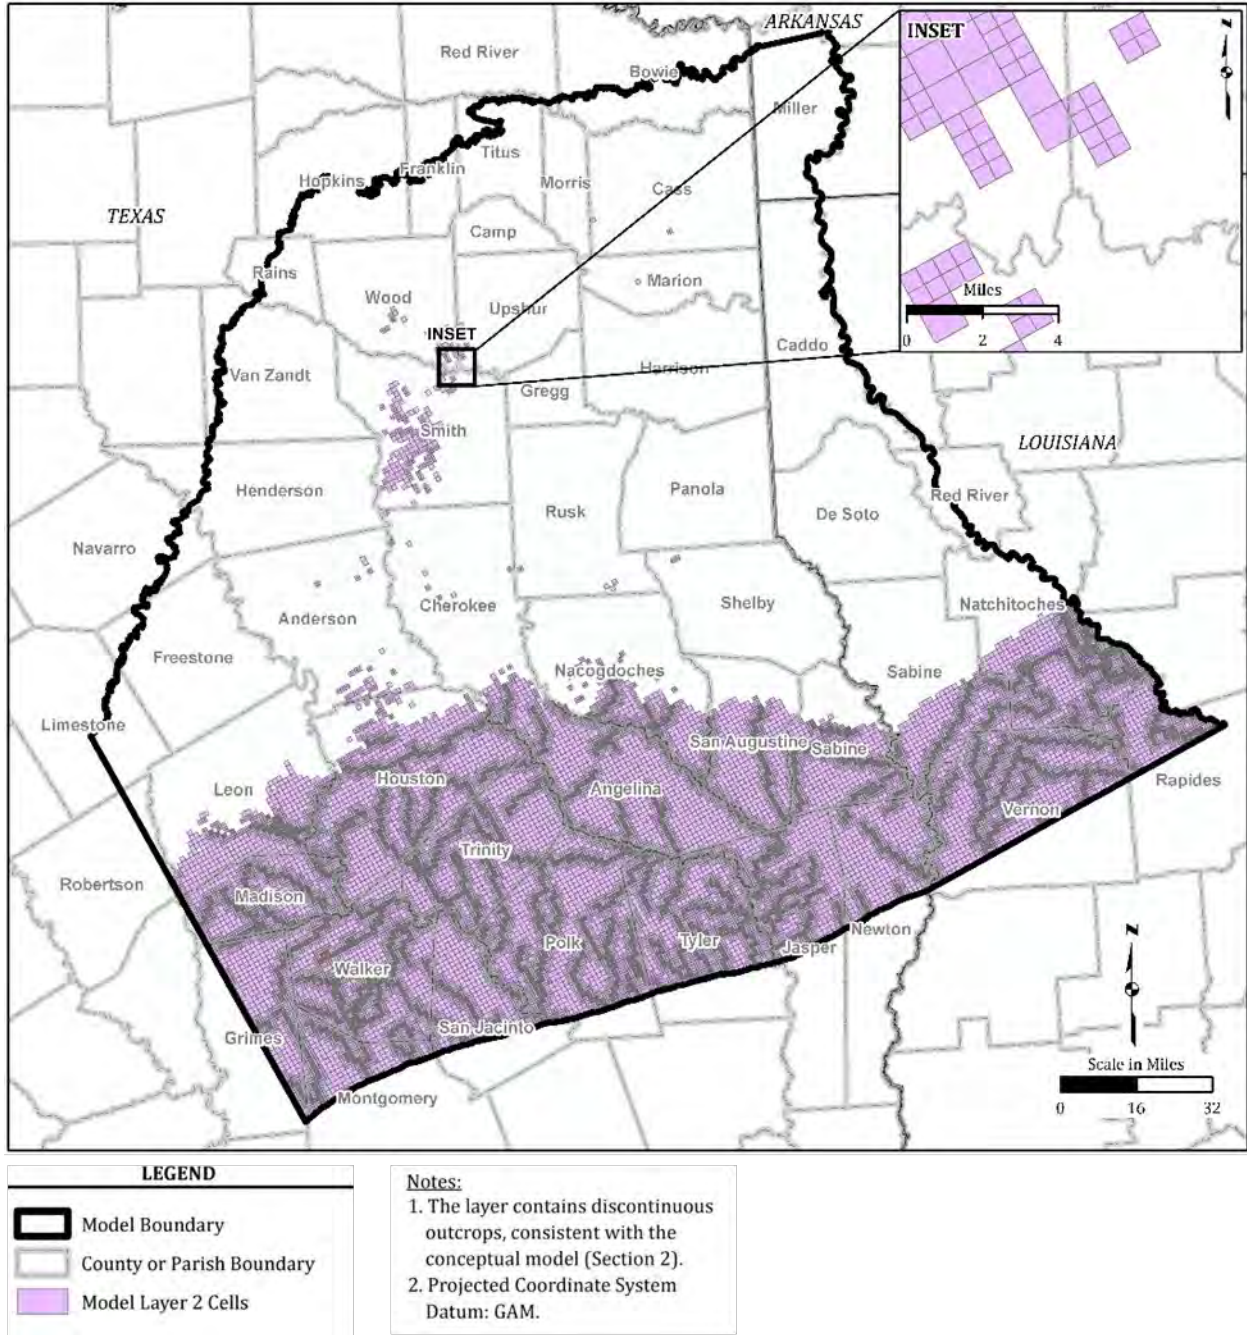 ARKANSAS
INSET
N
Red River
Bowie
Miller
Titus
Franklin
Hopkins
Morris
Cass
TEXAS
Camp
Rains
Marion
Wood
Upshur
Miles
0 2 4
INSET
Caddo
Van Zandt
Harrison
Gregg
Smith
LOUISIANA
Henderson
Panola
Red River
Rusk
De Soto
Navarro
Natchitoches
Shelby
Cherokee
Anderson
Freestone
Nacogdoches
Sabine
Limestone
San Augustine
Sabine
Houston
Rapides
Leon
Angelina
Vernon
Trinity
Robertson
Madison
N
Newton
Polk
Tyler
Jasper
Walker
San Jacinto
Grimes
Scale in Miles
Montgomery
0 16 32
LEGEND
Model Boundary
County or Parish Boundary
Model Layer 2 Cells
Notes:
1. The layer contains discontinuous
outcrops, consistent with the
conceptual model (Section 2).
2. Projected Coordinate System
Datum: GAM.